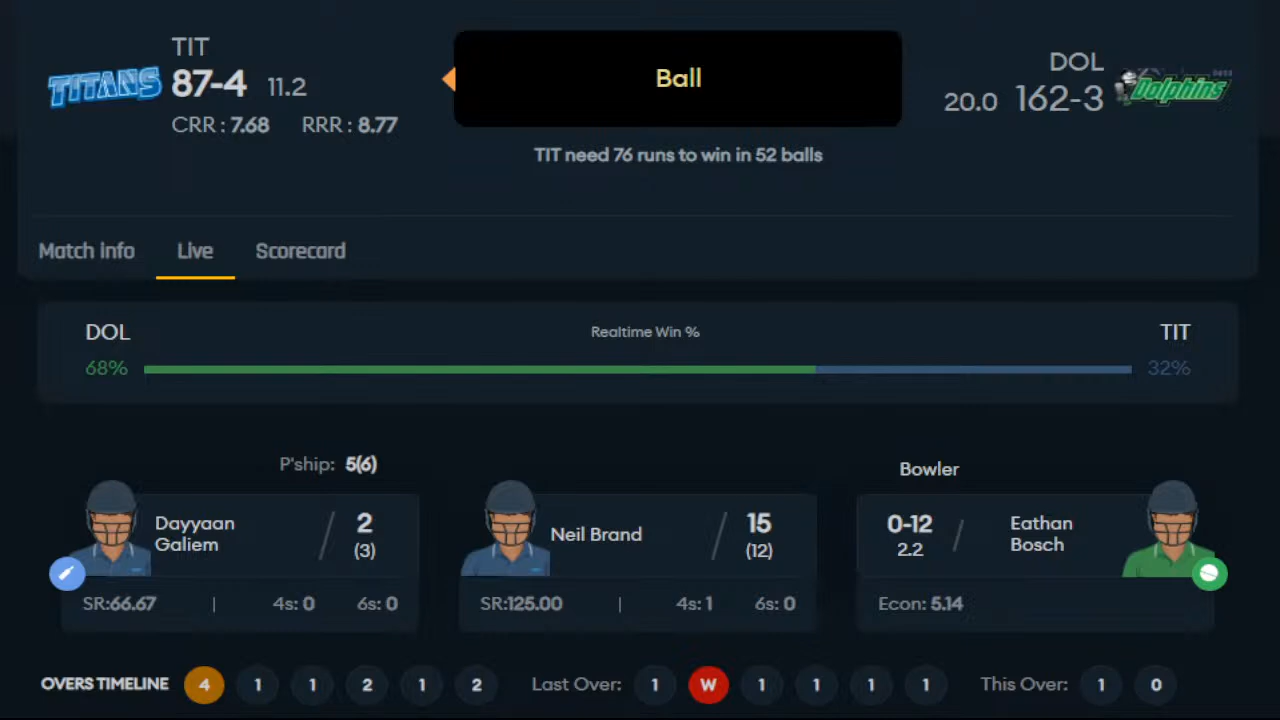 TIT
TITANS
87-4 11.2
CRR : 7.68 RRR : 8.77
Ball
TIT need 76 runs to win in 52 balls
DOL
20.0 162-3
Dolphins
Match info Live Scorecard
DOL Realtime Win % TIT
68% 32%
P'ship: 5(6)
Dayyaan
Galiem
2
(3)
SR:66.67 | 4s: 0 6s: 0
Neil Brand
15
(12)
SR:125.00 | 4s: 1 6s: 0
Bowler
0-12
2.2
Eathan
Bosch
Econ: 5.14
OVERS TIMELINE 4 1 1 2 1 2 Last Over: 1 W 1 1 1 1 This Over: 1 0